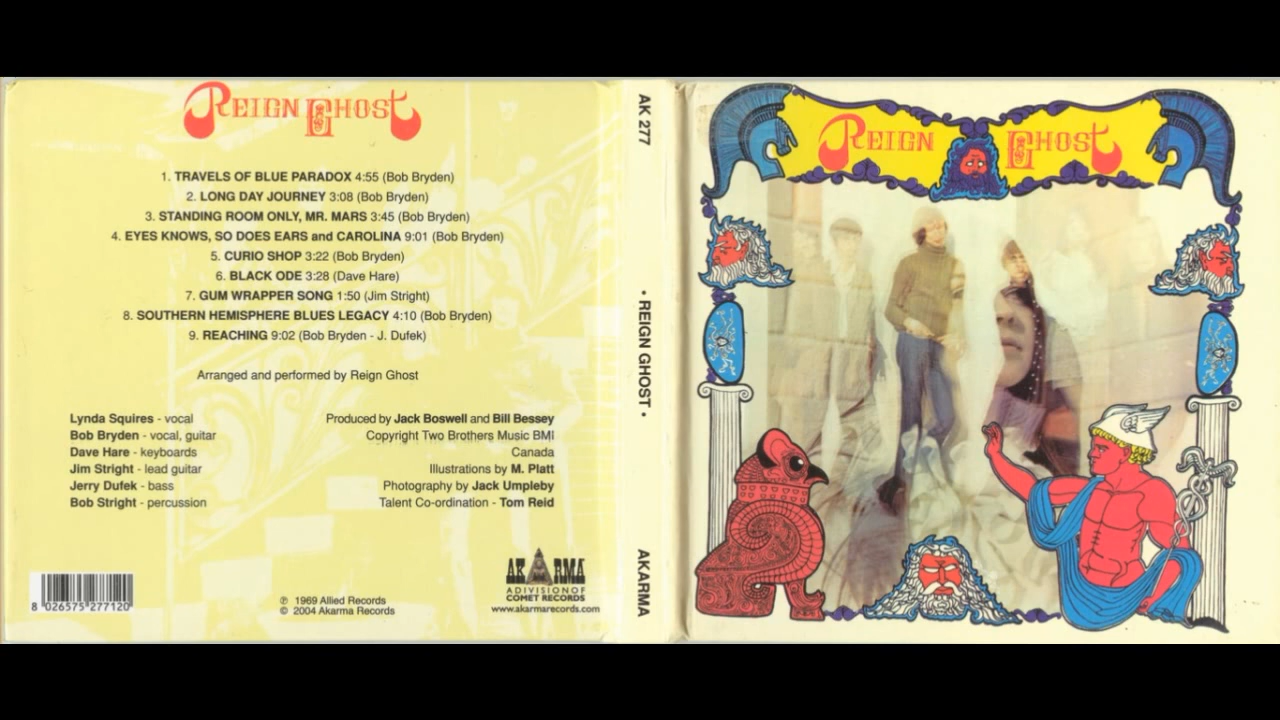 REIGN GHOST
1. TRAVELS OF BLUE PARADOX 4:55 (Bob Bryden)
2. LONG DAY JOURNEY 3:08 (Bob Bryden)
3. STANDING ROOM ONLY, MR. MARS 3:45 (Bob Bryden)
4. EYES KNOWS, SO DOES EARS and CAROLINA 9:01 (Bob Bryden)
5. CURIO SHOP 3:22 (Bob Bryden)
6. BLACK ODE 3:28 (Dave Hare)
7. GUM WRAPPER SONG 1:50 (Jim Stright)
8. SOUTHERN HEMISPHERE BLUES LEGACY 4:10 (Bob Bryden)
9. REACHING 9:02 (Bob Bryden - J. Dufek)
Arranged and performed by Reign Ghost
Lynda Squires - vocal
Bob Bryden - vocal, guitar
Dave Hare - keyboards
Jim Stright - lead guitar
Jerry Dufek - bass
Bob Stright - percussion
Produced by Jack Boswell and Bill Bessey
Copyright Two Brothers Music BMI
Canada
Illustrations by M. Platt
Photography by Jack Umpleby
Talent Co-ordination - Tom Reid
8 026575 277120
℗ 1969 Allied Records
© 2004 Akarma Records
AKARMA
A DIVISION OF
COMET RECORDS
www.akarmarecords.com
AK 277
• REIGN GHOST •
AKARMA
REIGN GHOST